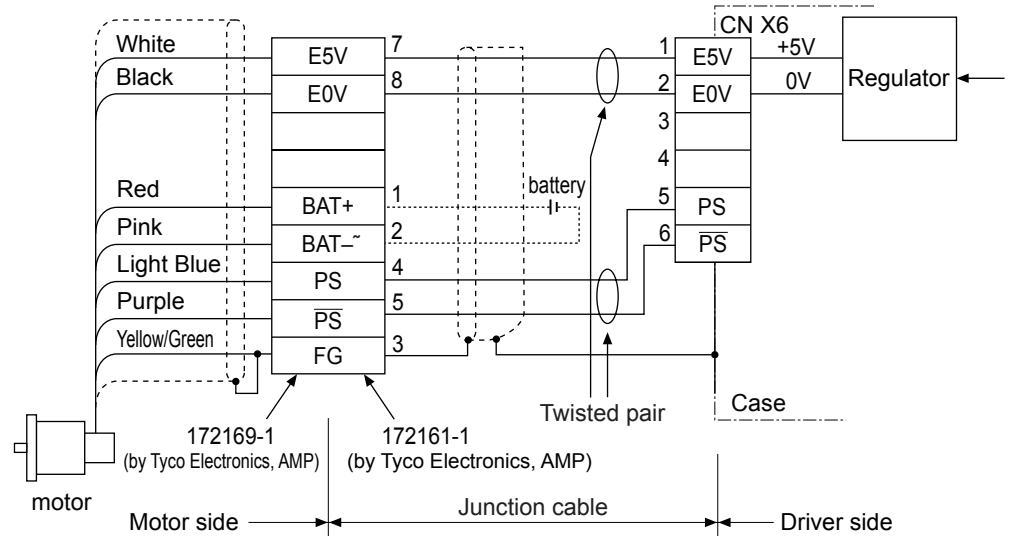 CN X6
White
7
1
+5V
E5V
E5V
Black
8
2
0V
Regulator
E0V
E0V
3
4
Red
1
battery
5
BAT+
PS
Pink
2
6
BAT–˜
P̅S̅
Light Blue
4
PS
Purple
5
P̅S̅
Yellow/Green
3
FG
Case
Twisted pair
172169-1
172161-1
(by Tyco Electronics, AMP)
(by Tyco Electronics, AMP)
motor
Motor side
Junction cable
Driver side